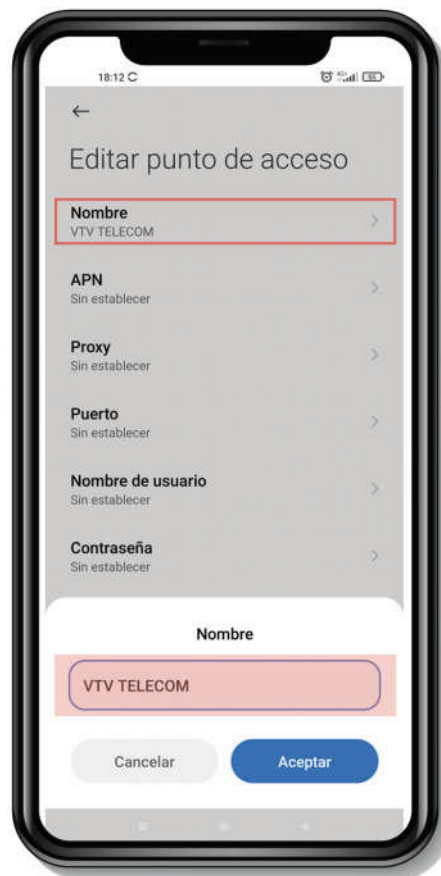 18:12
Editar punto de acceso
Nombre
VTV TELECOM
APN
Sin establecer
Proxy
Sin establecer
Puerto
Sin establecer
Nombre de usuario
Sin establecer
Contraseña
Sin establecer
Nombre
VTV TELECOM
Cancelar
Aceptar